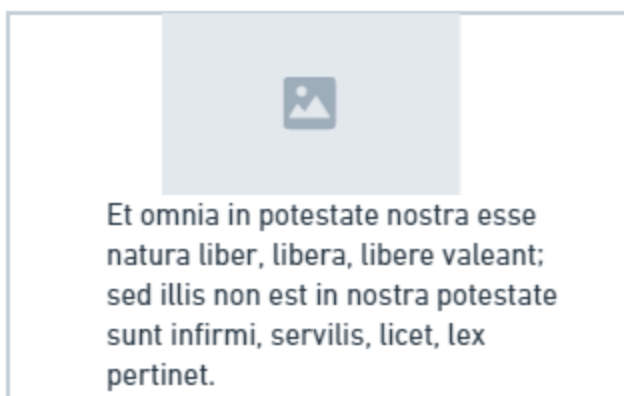 Et omnia in potestate nostra esse
natura liber, libera, libere valeant;
sed illis non est in nostra potestate
sunt infirmi, servilis, licet, lex
pertinet.